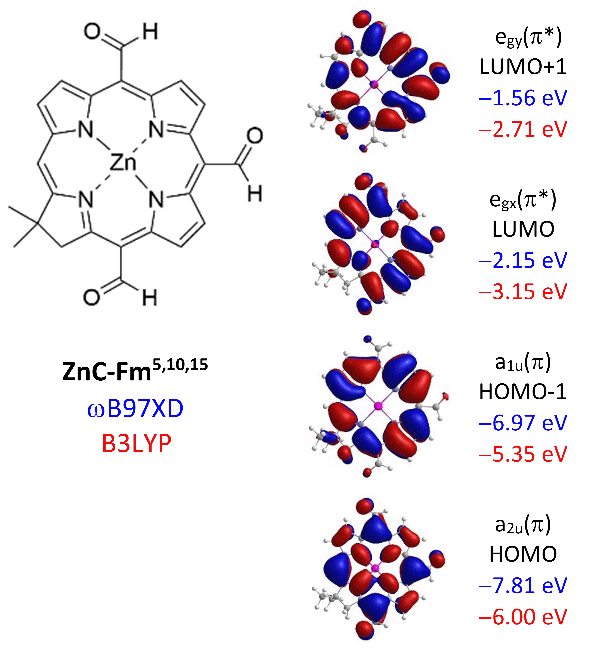 O
H
N
N
Zn
N
N
O
H
O
H
ZnC-Fm5,10,15
ωB97XD
B3LYP
egy(π*)
LUMO+1
−1.56 eV
−2.71 eV
egx(π*)
LUMO
−2.15 eV
−3.15 eV
a1u(π)
HOMO-1
−6.97 eV
−5.35 eV
a2u(π)
HOMO
−7.81 eV
−6.00 eV